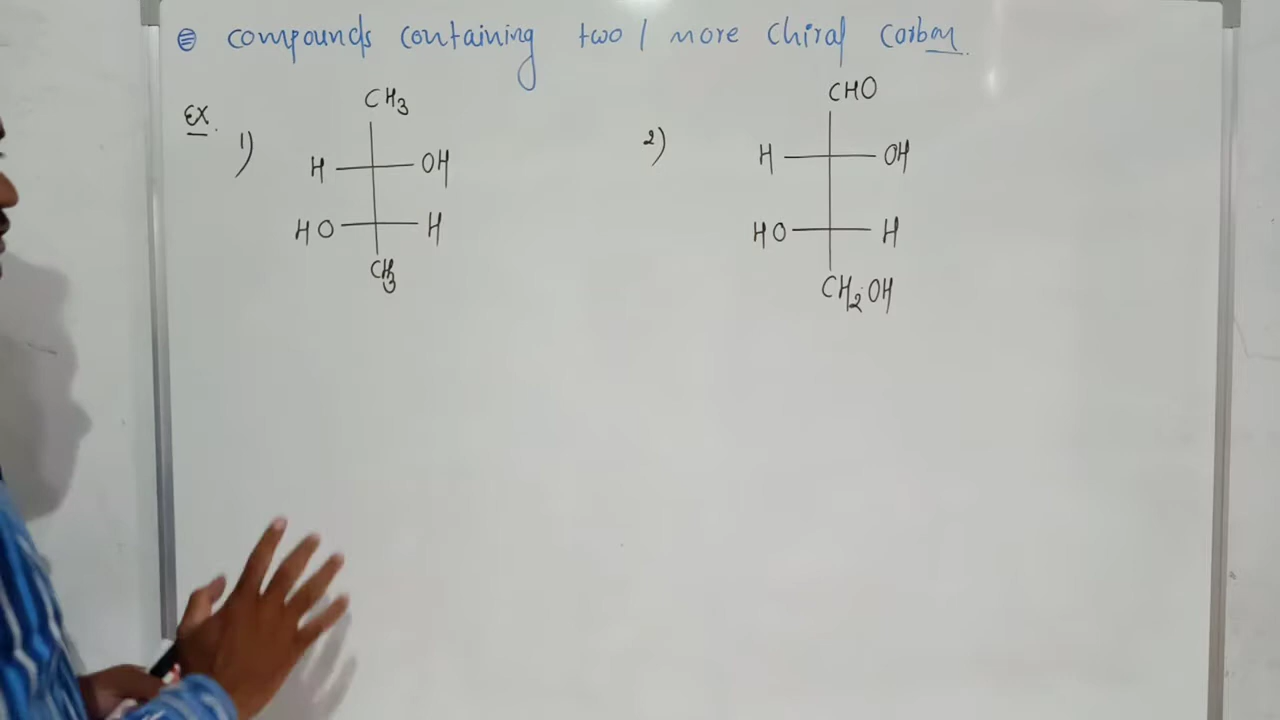 compounds containing two / more chiral carbon
Ex.
1)
CH3
H OH
HO H
CH3
2)
CHO
H OH
HO H
CH2OH